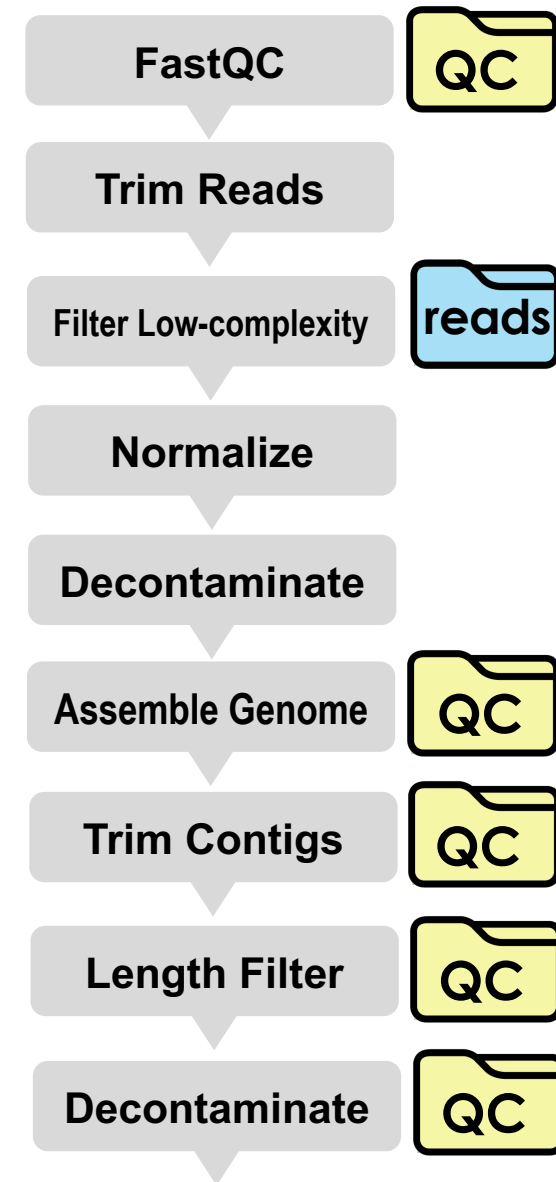 FastQC QC
Trim Reads
Filter Low-complexity reads
Normalize
Decontaminate
Assemble Genome QC
Trim Contigs QC
Length Filter QC
Decontaminate QC